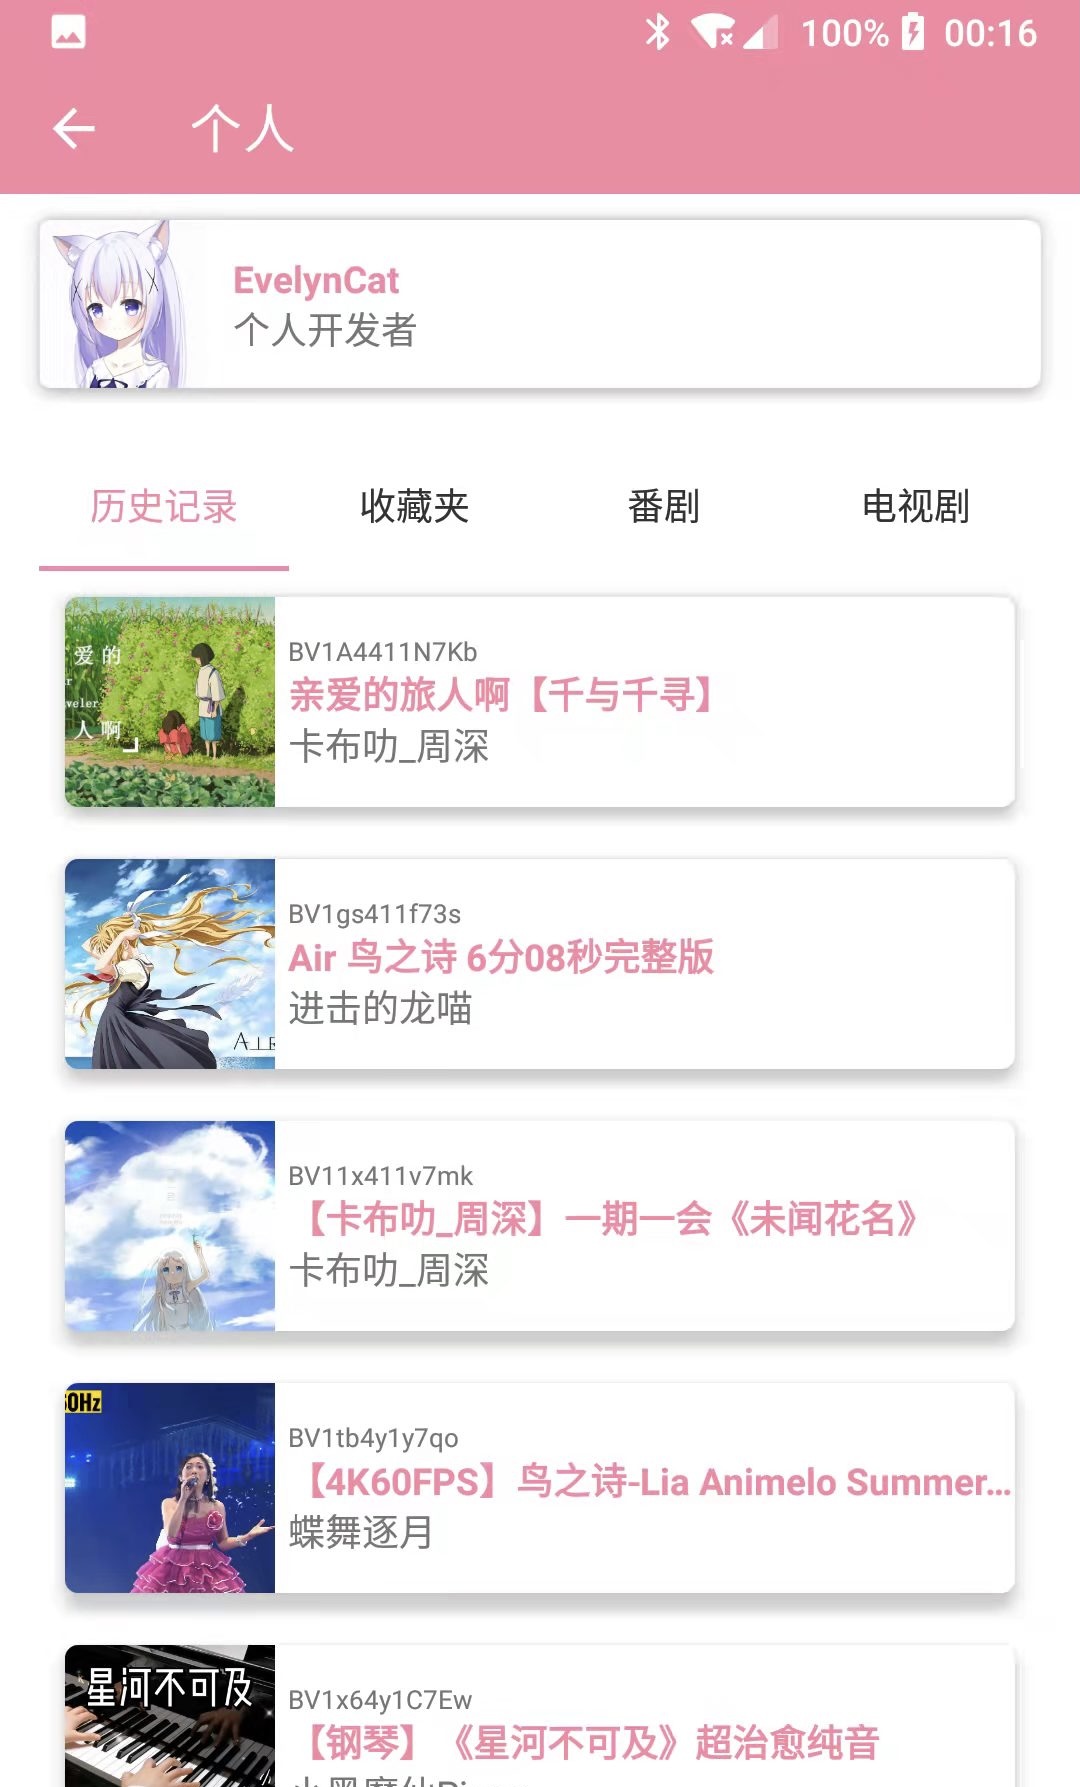 100% 00:16
个人
EvelynCat
个人开发者
历史记录 收藏夹 番剧 电视剧
爱的
veler
人啊
BV1A4411N7Kb
亲爱的旅人啊【千与千寻】
卡布叻_周深
BV1gs411f73s
Air 鸟之诗 6分08秒完整版
进击的龙喵
AIR
BV11x411v7mk
【卡布叻_周深】一期一会《未闻花名》
卡布叻_周深
60Hz
BV1tb4y1y7qo
【4K60FPS】鸟之诗-Lia Animelo Summer...
蝶舞逐月
星河不可及
BV1x64y1C7Ew
【钢琴】《星河不可及》超治愈纯音